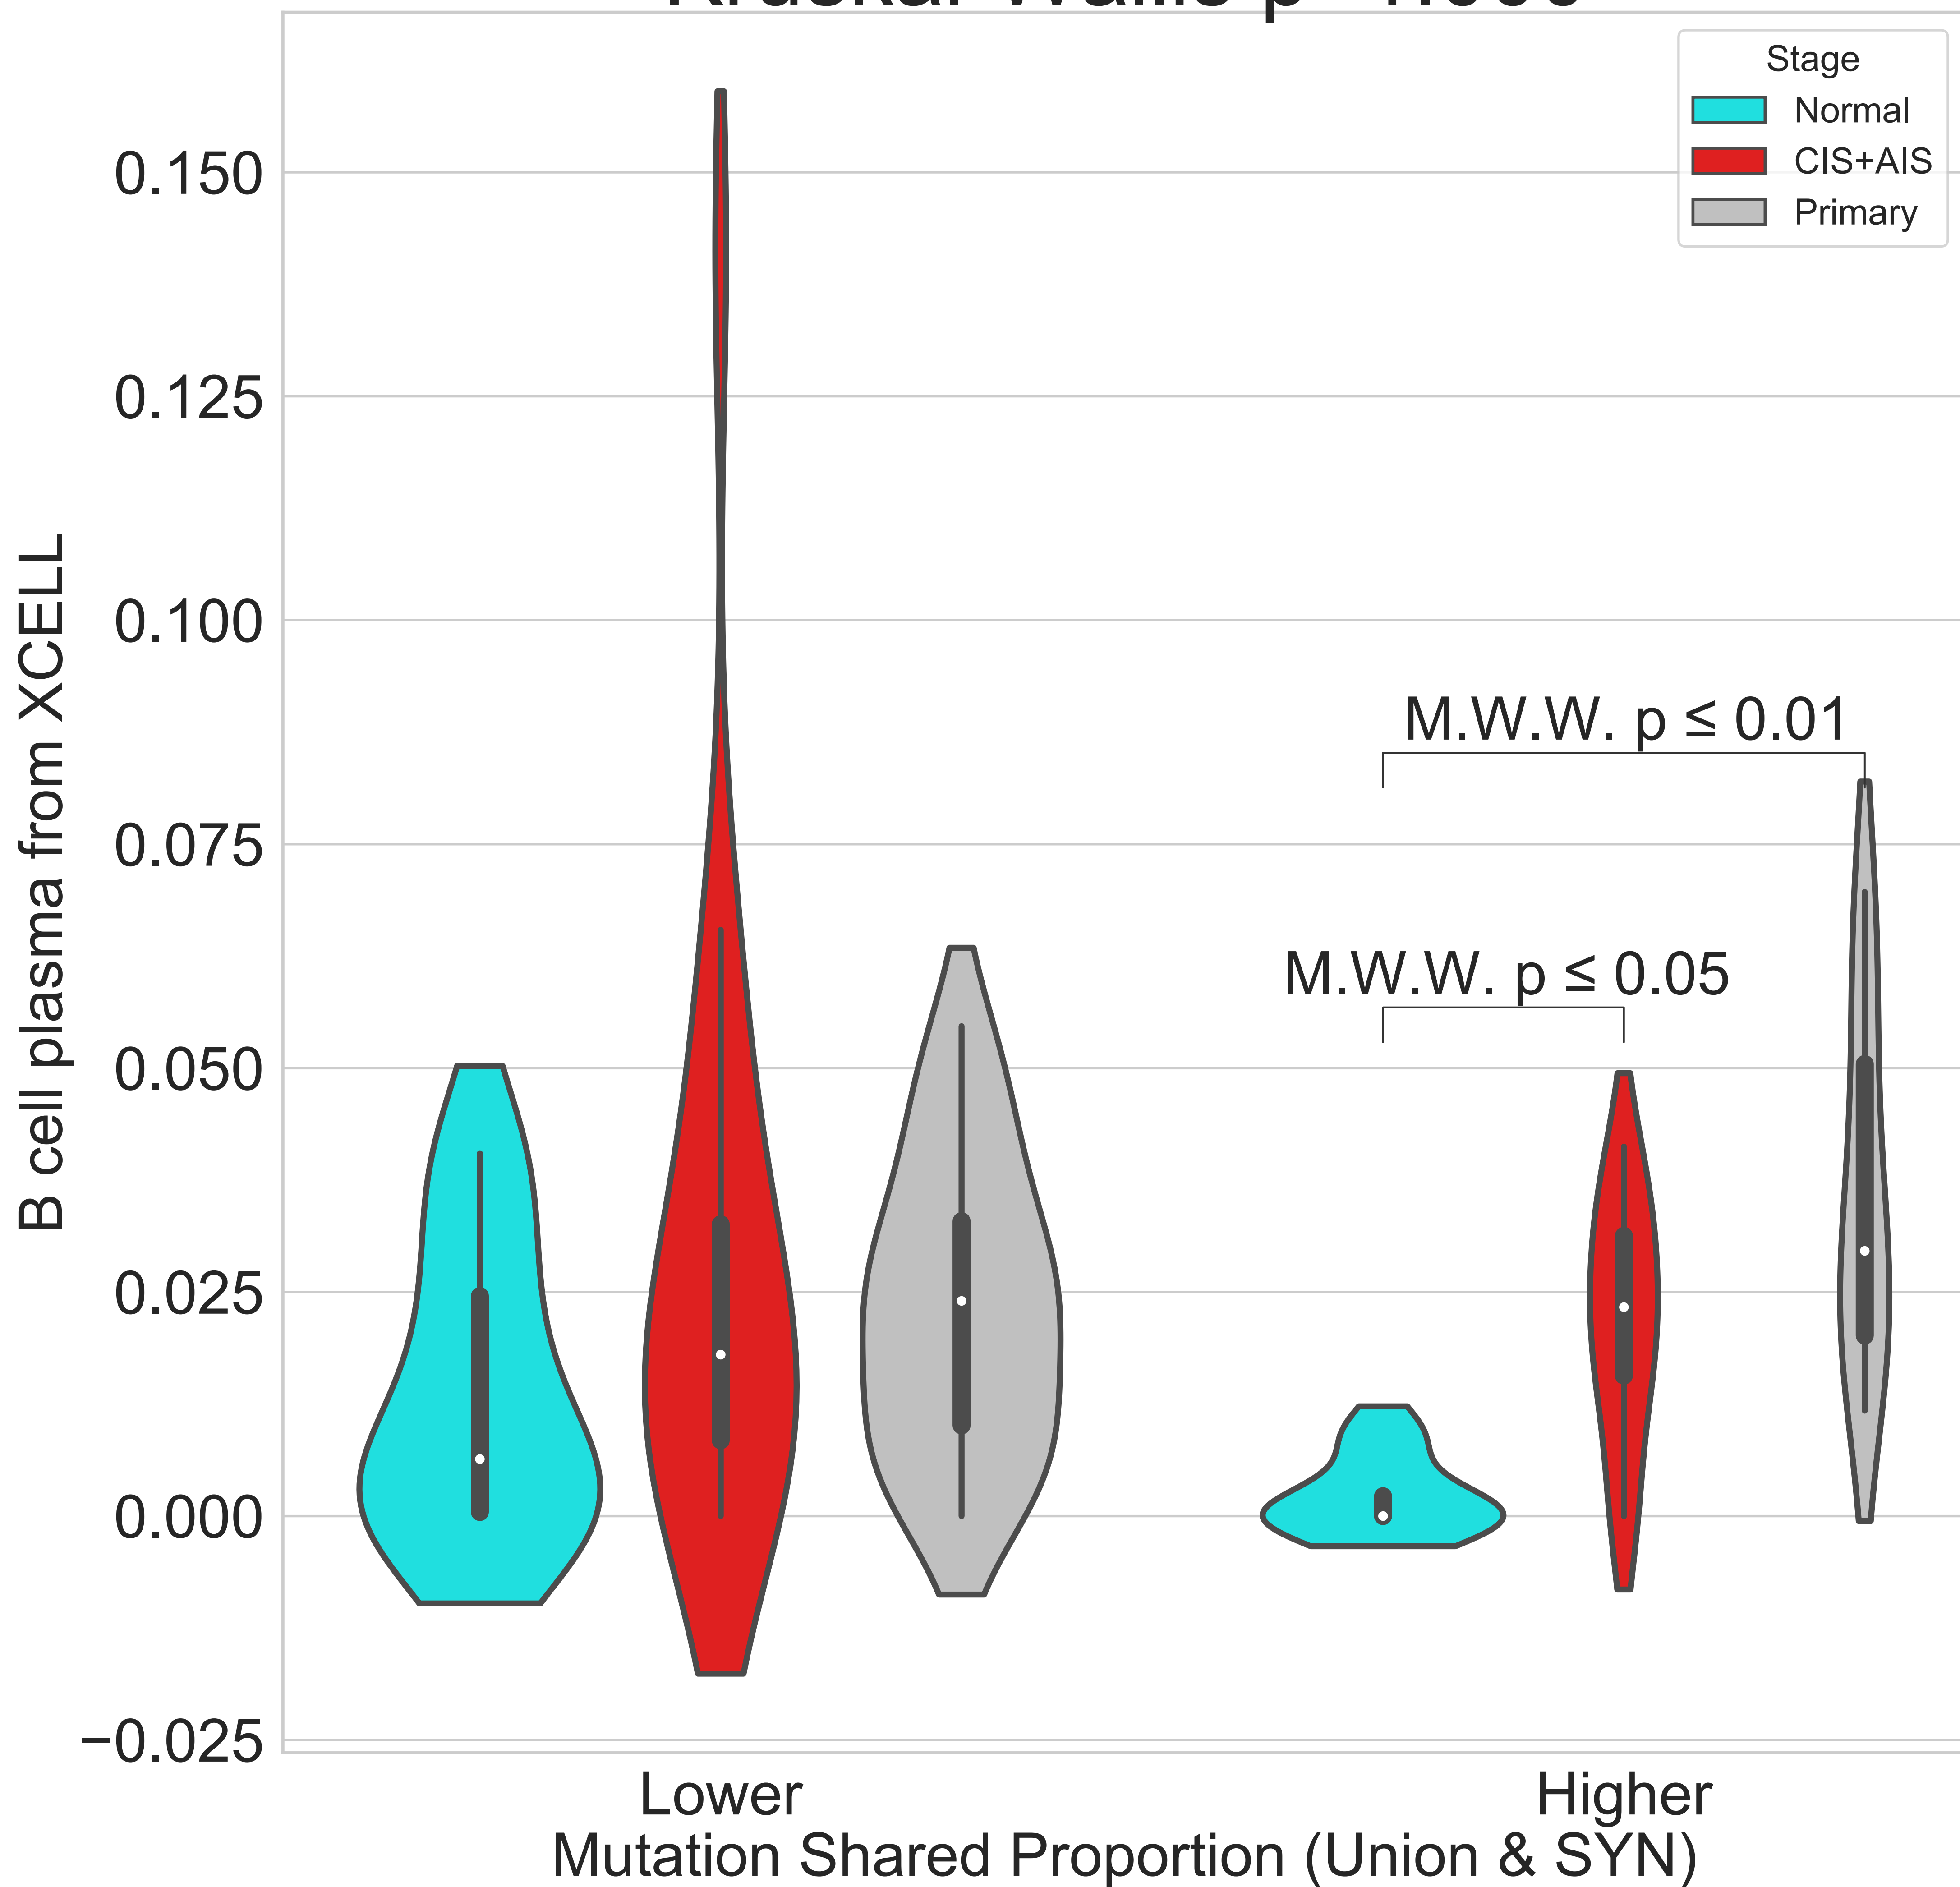 Stage
Normal
CIS+AIS
Primary
0.150
0.125
0.100
0.075
0.050
0.025
0.000
−0.025
B cell plasma from XCELL
M.W.W. p ≤ 0.01
M.W.W. p ≤ 0.05
Lower
Higher
Mutation Shared Proportion (Union & SYN)